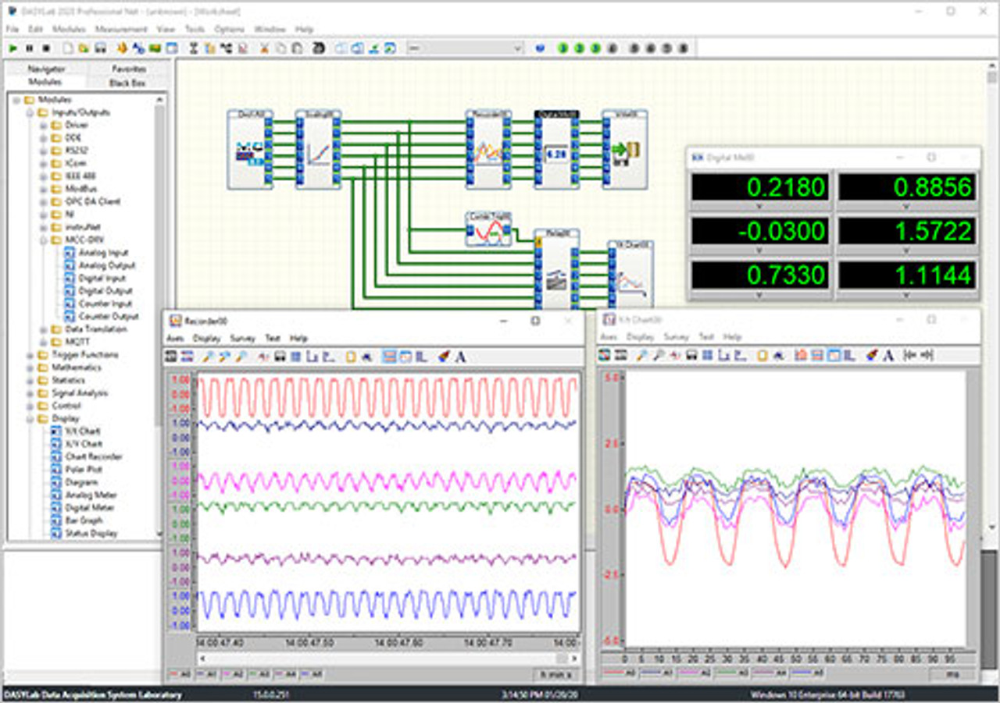 DASYLab 2020 Professional Net - (unknown) - [Worksheet]
File Edit Modules Measurement View Tools Options Window Help
Navigator Favorites
Modules Black Box
Modules
Inputs/Outputs
Driver
DDE
RS232
ICom
IEEE 488
ModBus
OPC DA Client
NI
instruNet
MCC-DRV
Analog Input
Analog Output
Digital Input
Digital Output
Counter Input
Counter Output
Data Translation
MQTT
Trigger Functions
Mathematics
Statistics
Signal Analysis
Control
Display
Y/t Chart
X/Y Chart
Chart Recorder
Polar Plot
Diagram
Analog Meter
Digital Meter
Bar Graph
Status Display
Scaling00
Recorder00
Write00
6.28
Relay00
Y/t Chart00
Digital Me00
0.2180 0.8856
-0.0300 1.5722
0.7330 1.1144
Recorder00
Axes Display Survey Text Help
1.00
0.00
-1.00
1.00
0.00
-1.00
1.00
0.00
-1.00
1.00
0.00
-1.00
1.00
0.00
-1.00
1.00
0.00
-1.00
14:00:47.40 14:00:47.50 14:00:47.60 14:00:47.70 14:00:
A0 A1 A2 A3 A4 A5
h min s
Y/t Chart00
Axes Display Survey Text Help
5.0
2.5
0.0
-2.5
-5.0
0 5 10 15 20 25 30 35 40 45 50 55 60 65 70 75 80 85 90 95
A0 A1 A2 A3 A4 A5
ms
DASYLab Data Acquisition System Laboratory 15.0.0.251 3:14:50 PM 01/20/20 Windows 10 Enterprise 64-bit Build 17763